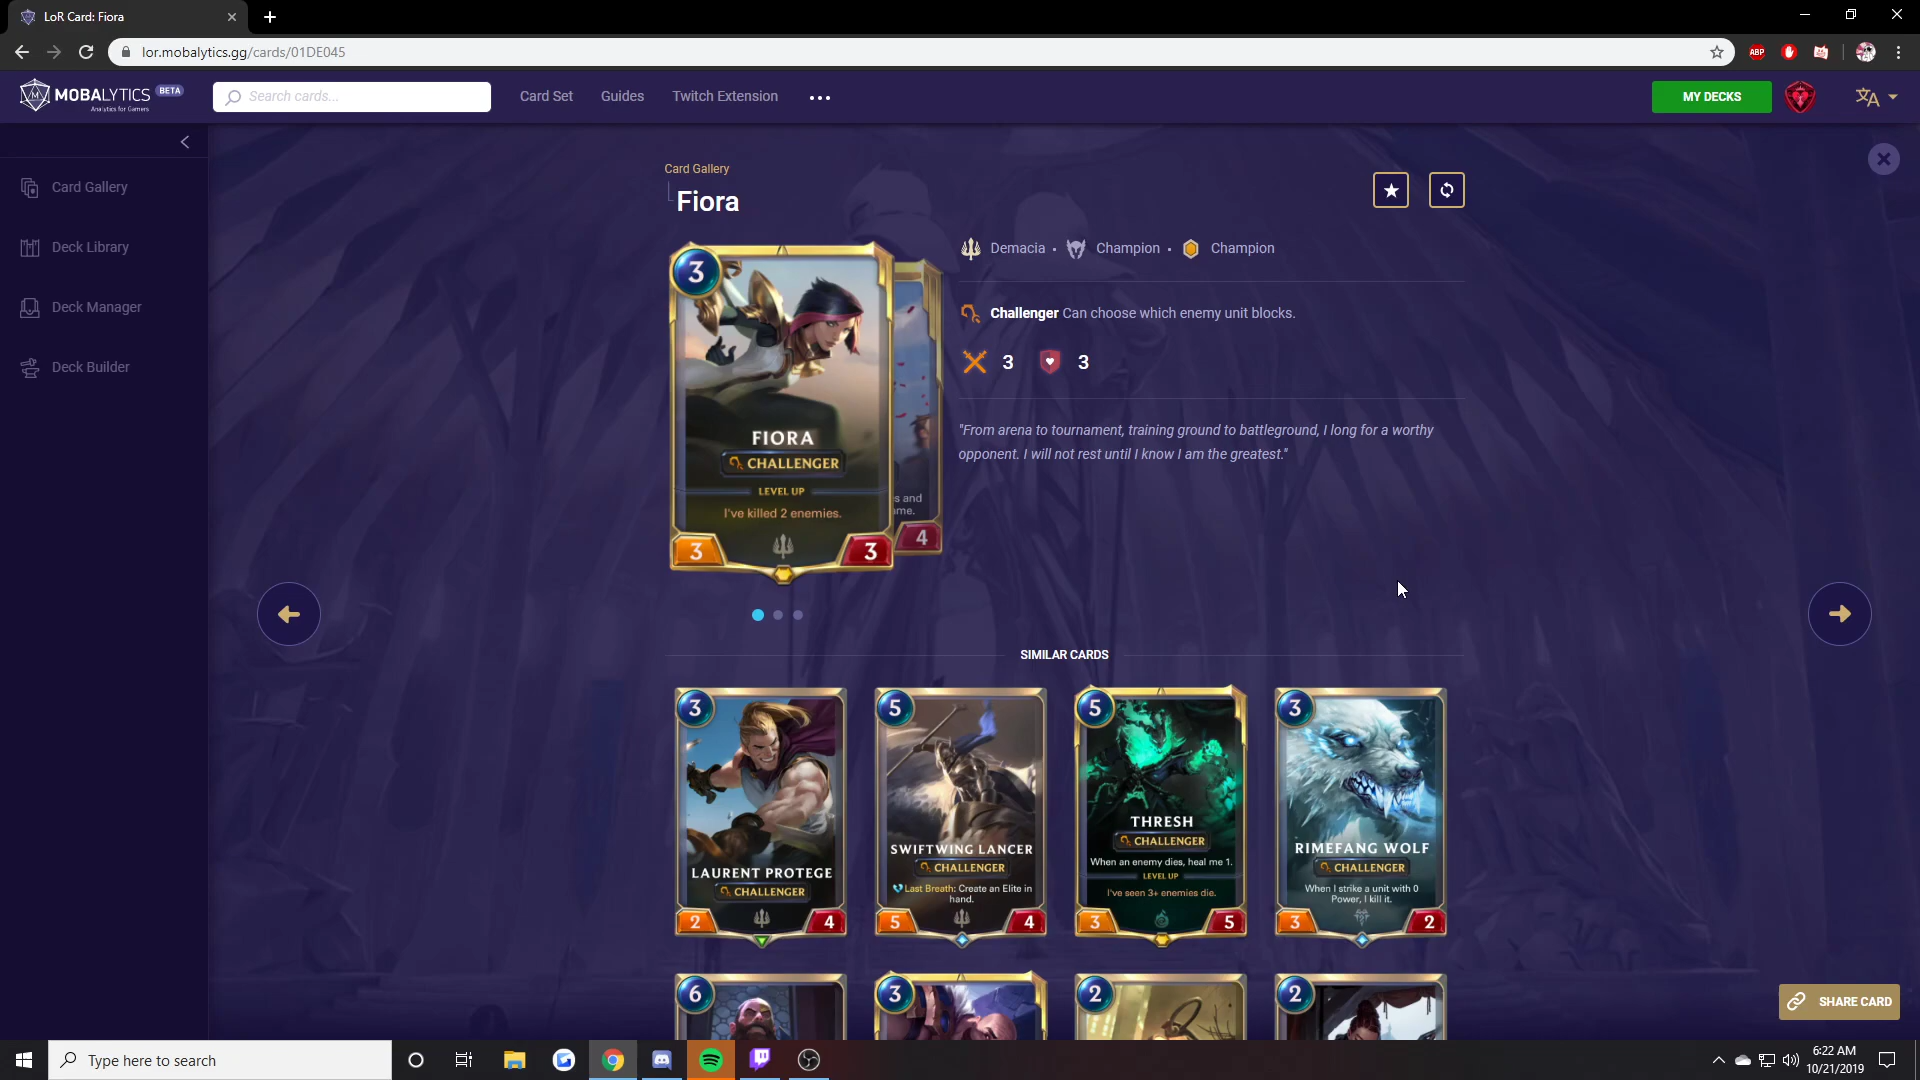 LoR Card: Fiora
lor.mobalytics.gg/cards/01DE045
ABP
MOBALYTICS BETA
Analytics for Gamers
Search cards...
Card Set
Guides
Twitch Extension
MY DECKS
Card Gallery
Deck Library
Deck Manager
Deck Builder
Card Gallery
Fiora
Demacia • Champion • Champion
Challenger Can choose which enemy unit blocks.
3 3
"From arena to tournament, training ground to battleground, I long for a worthy
opponent. I will not rest until I know I am the greatest."
3
FIORA
CHALLENGER
LEVEL UP
I've killed 2 enemies.
3 3
s and
me.
4
SIMILAR CARDS
3
LAURENT PROTEGE
CHALLENGER
2 4
5
SWIFTWING LANCER
CHALLENGER
Last Breath: Create an Elite in
hand.
5 4
5
THRESH
CHALLENGER
When an enemy dies, heal me 1.
LEVEL UP
I've seen 3+ enemies die.
3 5
3
RIMEFANG WOLF
CHALLENGER
When I strike a unit with 0
Power, I kill it.
3 2
6
3
2
2
SHARE CARD
Type here to search
6:22 AM
10/21/2019